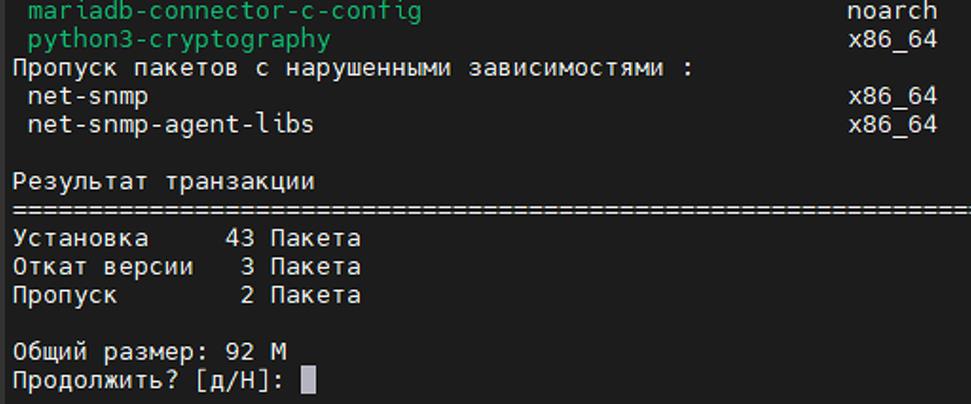 mariadb-connector-c-config noarch
python3-cryptography x86_64
Пропуск пакетов с нарушенными зависимостями :
net-snmp x86_64
net-snmp-agent-libs x86_64
Результат транзакции
================================================================
Установка 43 Пакета
Откат версии 3 Пакета
Пропуск 2 Пакета
Общий размер: 92 M
Продолжить? [д/Н]: